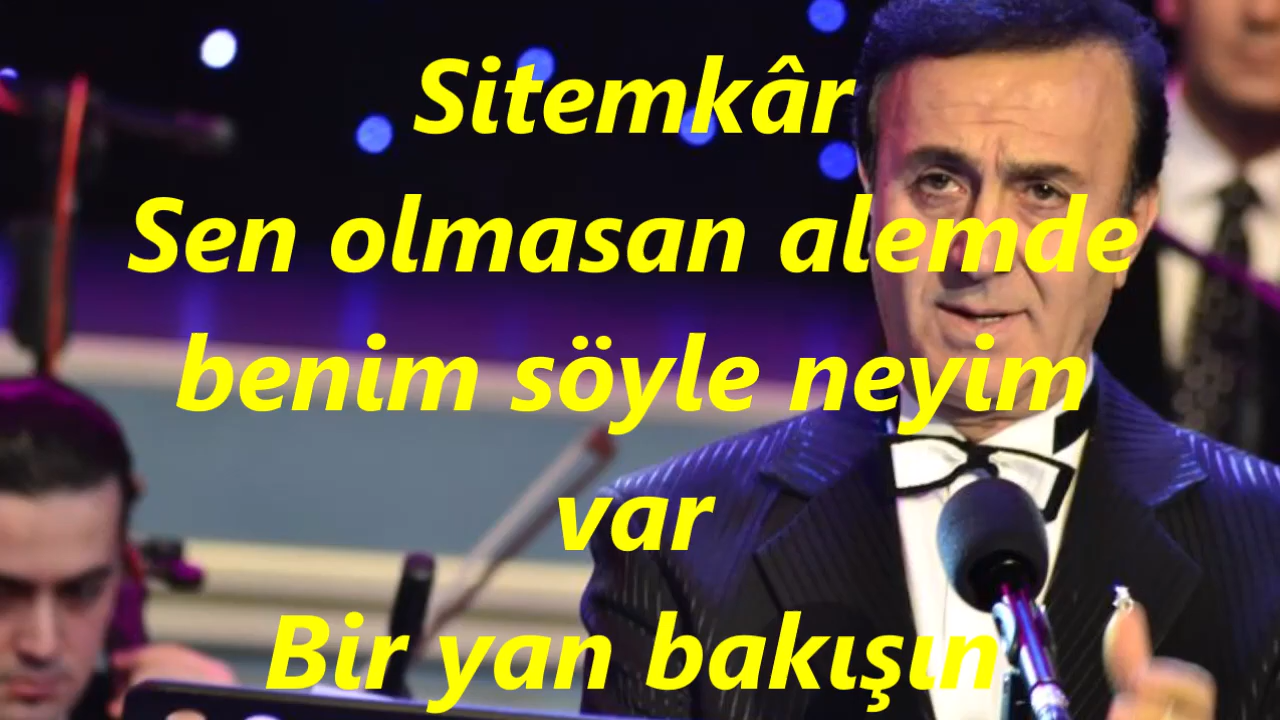 Sitemkâr
Sen olmasan alemde
benim söyle neyim
var
Bir yan bakışın